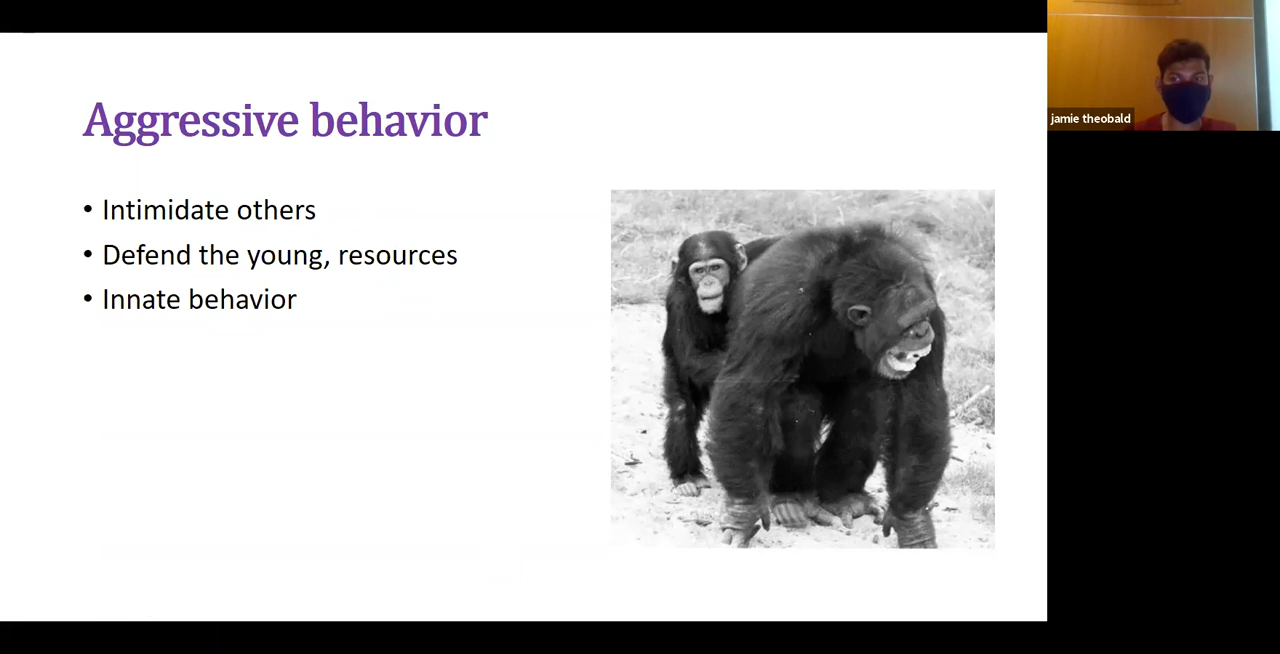 Aggressive behavior
• Intimidate others
• Defend the young, resources
• Innate behavior
jamie theobald